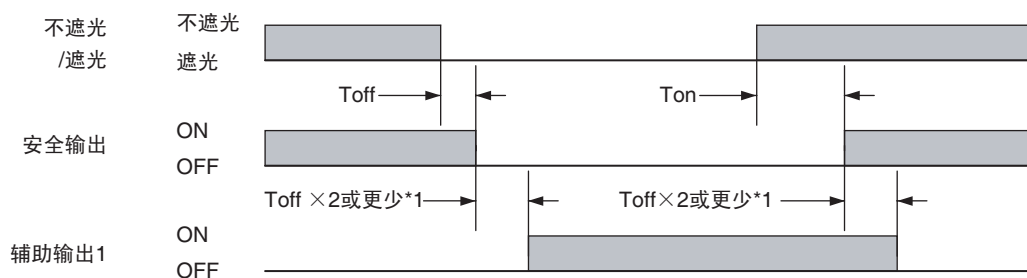 不遮光
/遮光
不遮光
遮光
Toff
Ton
安全输出
ON
OFF
Toff ×2或更少*1
Toff×2或更少*1
辅助输出1
ON
OFF